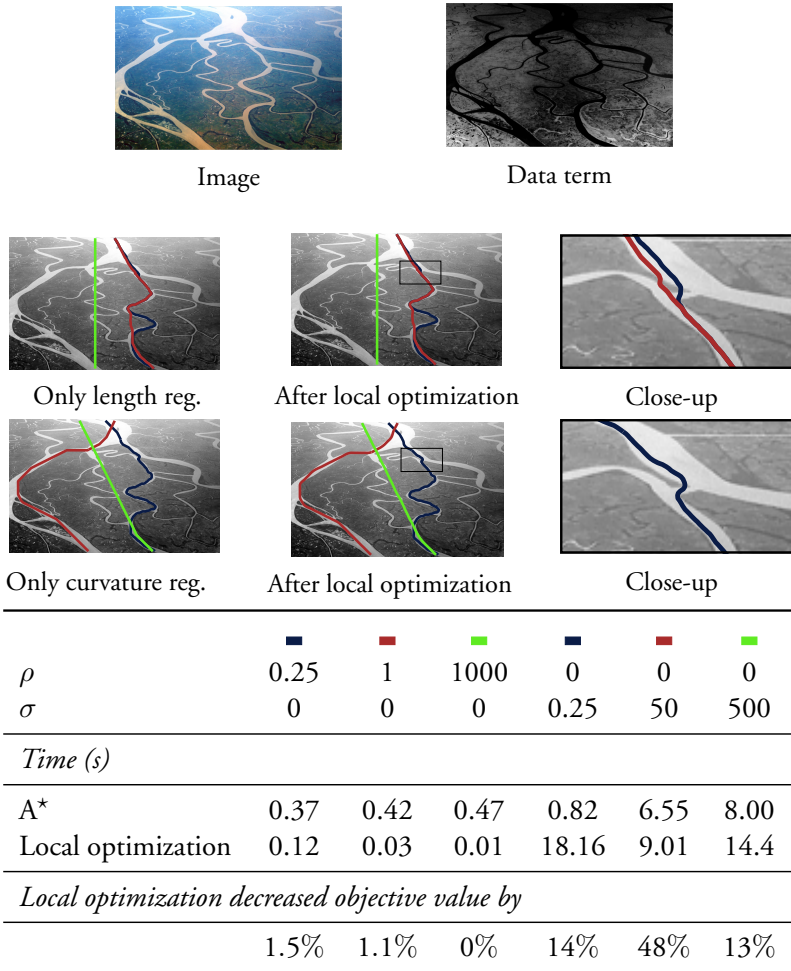 Image
Data term
Only length reg.
After local optimization
Close-up
Only curvature reg.
After local optimization
Close-up
ρ 0.25 1 1000 0 0 0
σ 0 0 0 0.25 50 500
Time (s)
A⋆ 0.37 0.42 0.47 0.82 6.55 8.00
Local optimization 0.12 0.03 0.01 18.16 9.01 14.4
Local optimization decreased objective value by
1.5% 1.1% 0% 14% 48% 13%